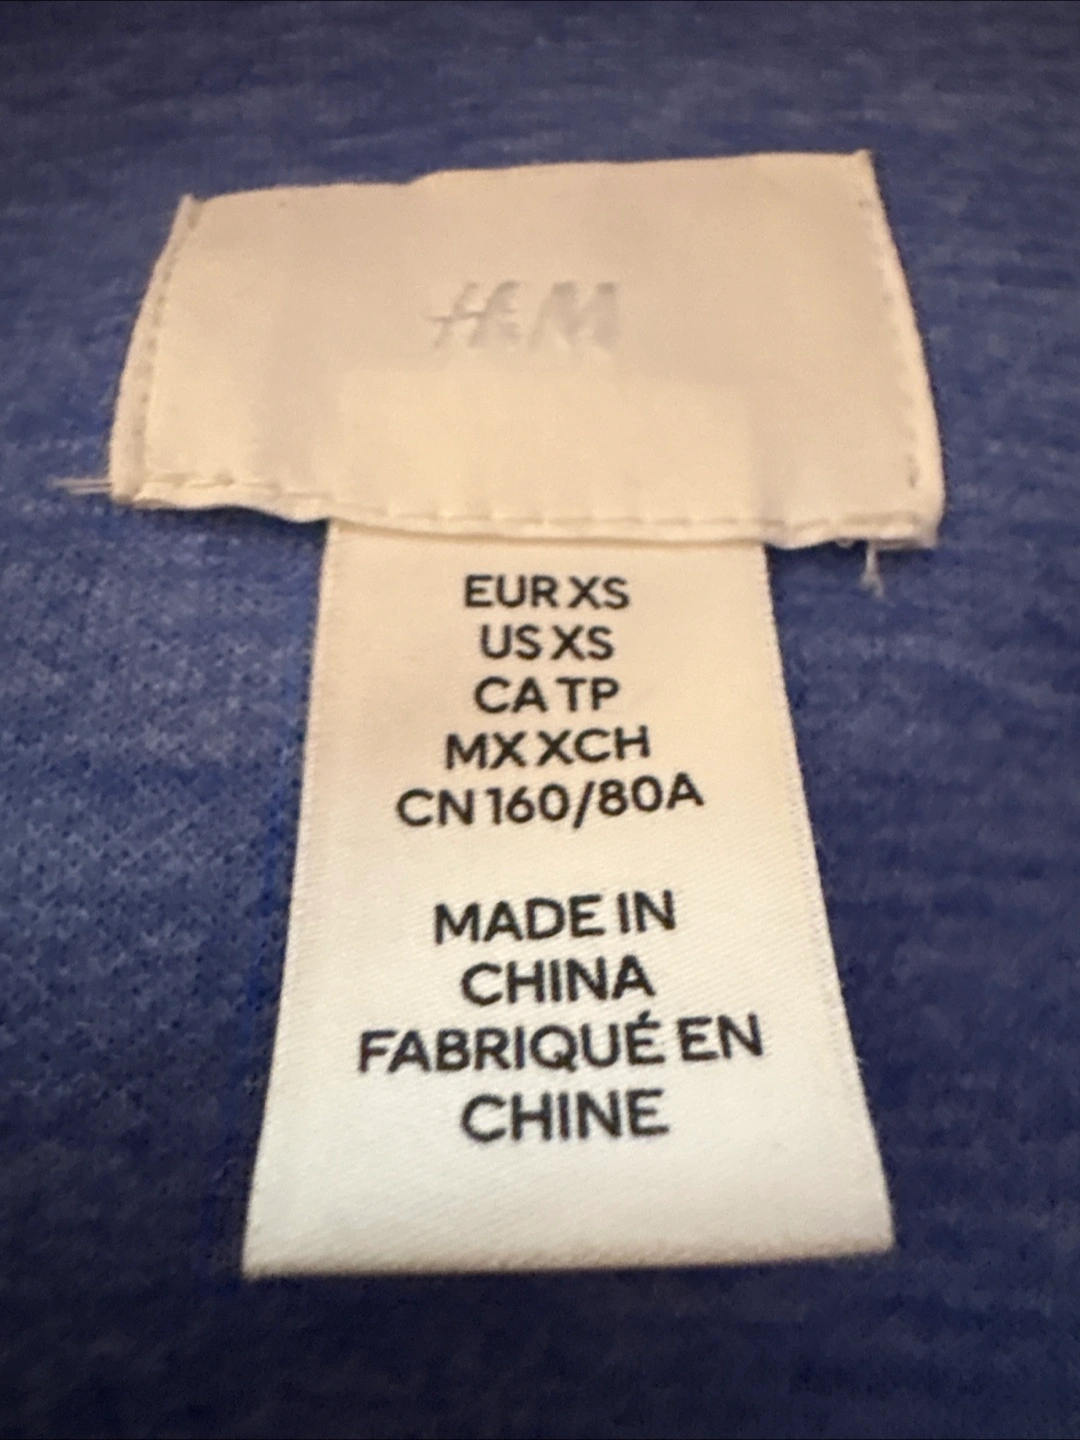 H&M
EUR XS
US XS
CA TP
MX XCH
CN 160/80A
MADE IN
CHINA
FABRIQUÉ EN
CHINE